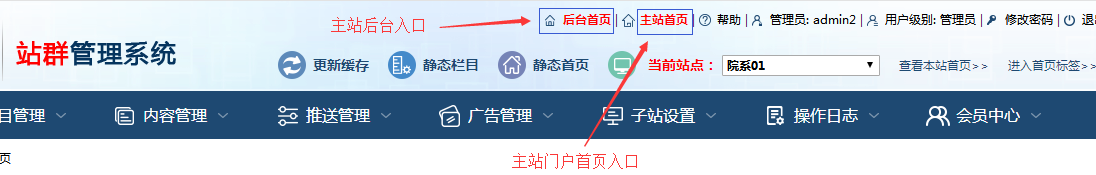 主站后台入口
后台首页 | 主站首页 | 帮助 | 管理员: admin2 | 用户级别: 管理员 | 修改密码 | 退
站群管理系统
更新缓存 静态栏目 静态首页 当前站点： 院系01 查看本站首页>> 进入首页标签>>
目管理 内容管理 推送管理 广告管理 子站设置 操作日志 会员中心
页
主站门户首页入口